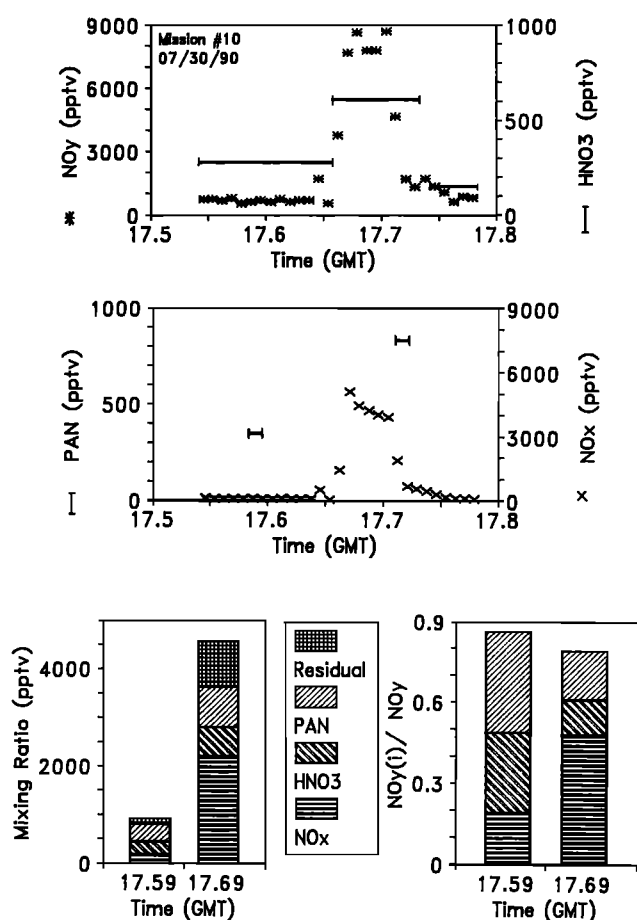 Mission #10
07/30/90
NOy (pptv)
9000
6000
3000
0
HNO3 (pptv)
1000
500
0
17.5 17.6 17.7 17.8
Time (GMT)
PAN (pptv)
1000
500
0
NOx (pptv)
9000
6000
3000
0
17.5 17.6 17.7 17.8
Time (GMT)
Mixing Ratio (pptv)
4000
2000
0
17.59 17.69
Time (GMT)
Residual
PAN
HNO3
NOx
NOy(i)/ NOy
0.9
0.6
0.3
0
17.59 17.69
Time (GMT)